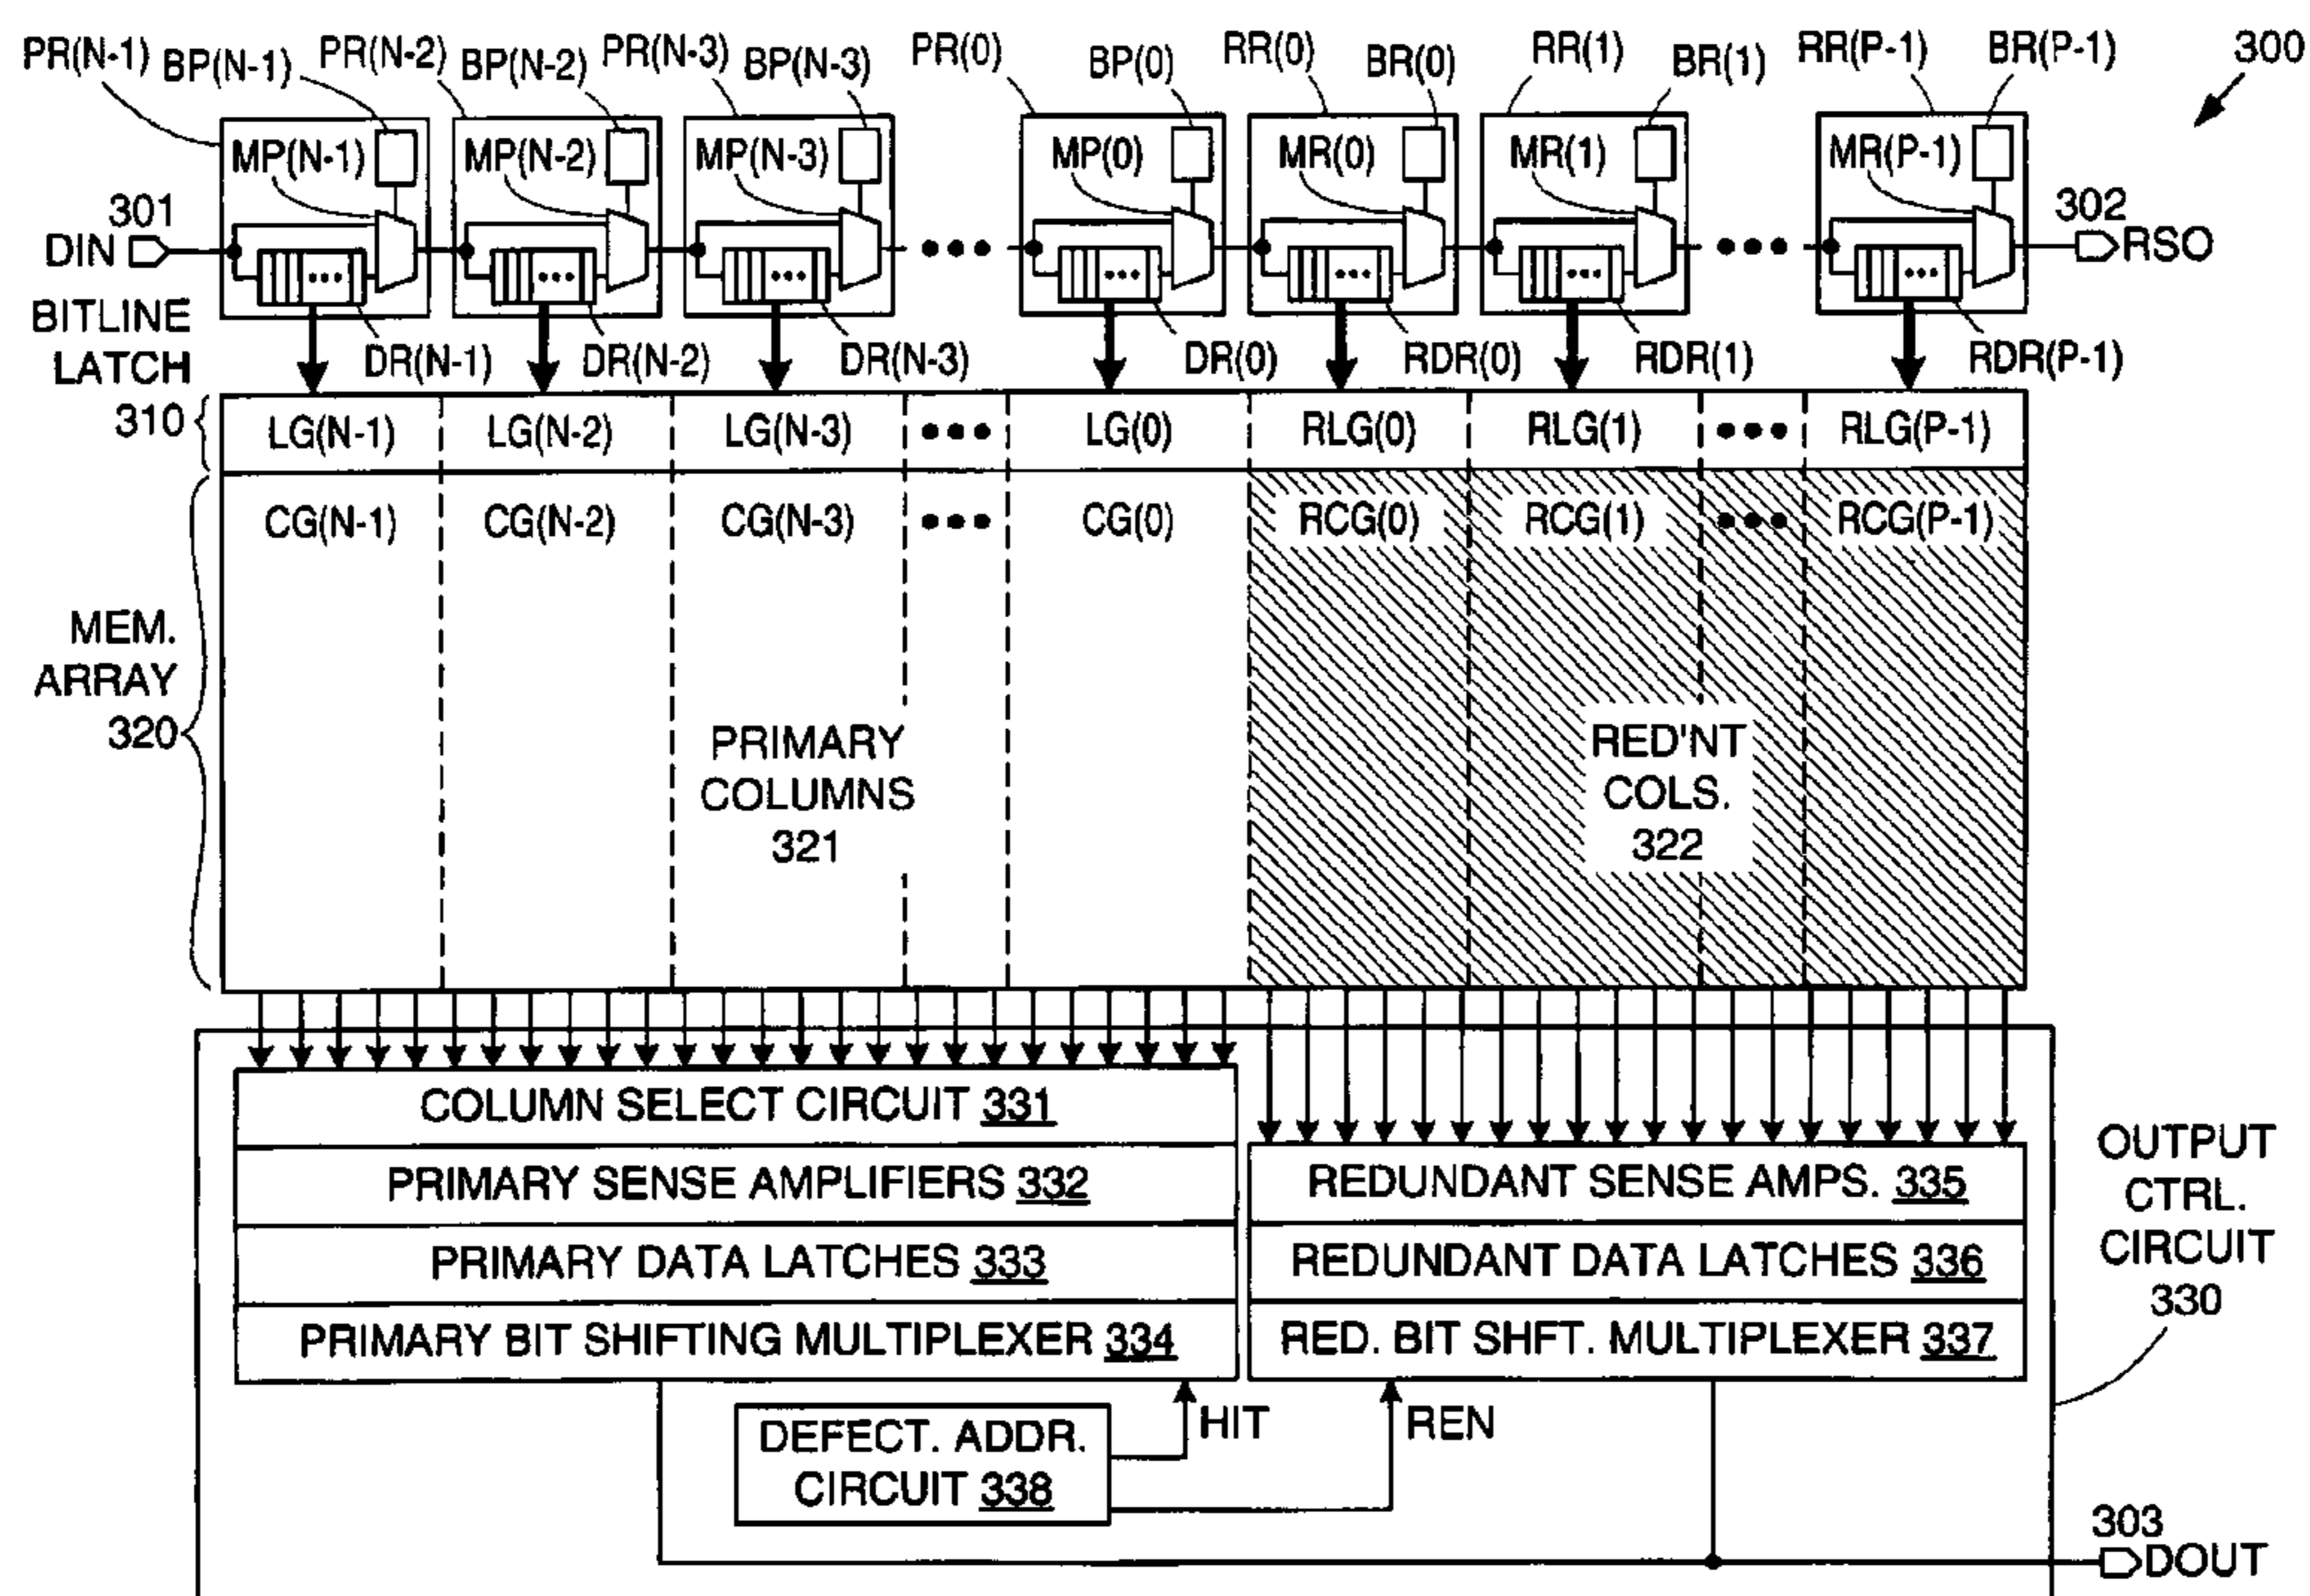 PR(N-1) BP(N-1) PR(N-2) BP(N-2) PR(N-3) BP(N-3) PR(0) BP(0) RR(0) BR(0) RR(1) BR(1) RR(P-1) BR(P-1) 300
MP(N-1) MP(N-2) MP(N-3) MP(0) MR(0) MR(1) MR(P-1)
301
DIN
302
RSO
BITLINE
LATCH
310
DR(N-1) DR(N-2) DR(N-3) DR(0) RDR(0) RDR(1) RDR(P-1)
LG(N-1) LG(N-2) LG(N-3) LG(0) RLG(0) RLG(1) RLG(P-1)
CG(N-1) CG(N-2) CG(N-3) CG(0) RCG(0) RCG(1) RCG(P-1)
MEM.
ARRAY
320
PRIMARY
COLUMNS
321
RED'NT
COLS.
322
COLUMN SELECT CIRCUIT 331
PRIMARY SENSE AMPLIFIERS 332
PRIMARY DATA LATCHES 333
PRIMARY BIT SHIFTING MULTIPLEXER 334
REDUNDANT SENSE AMPS. 335
REDUNDANT DATA LATCHES 336
RED. BIT SHFT. MULTIPLEXER 337
OUTPUT
CTRL.
CIRCUIT
330
DEFECT. ADDR.
CIRCUIT 338
HIT
REN
303
DOUT